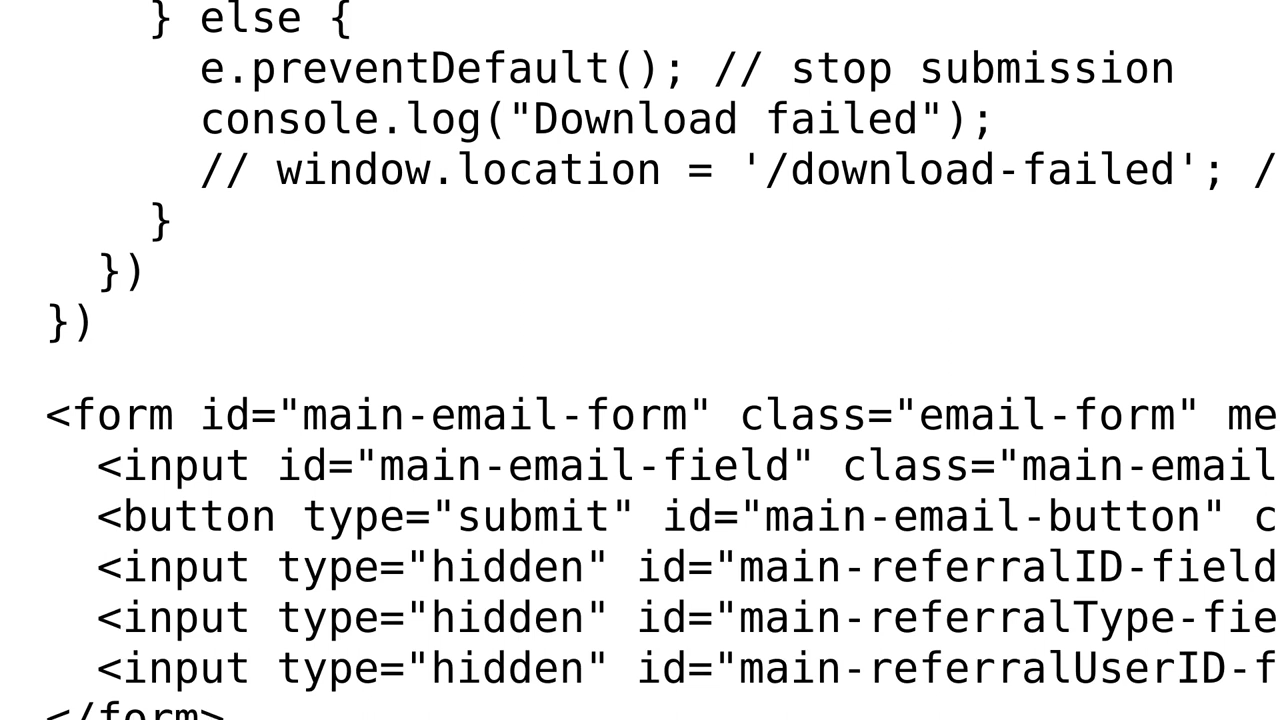 } else {
e.preventDefault(); // stop submission
console.log("Download failed");
// window.location = '/download-failed'; /
}
})
})
<form id="main-email-form" class="email-form" me
<input id="main-email-field" class="main-email
<button type="submit" id="main-email-button" c
<input type="hidden" id="main-referralID-field
<input type="hidden" id="main-referralType-fie
<input type="hidden" id="main-referralUserID-f
</form>